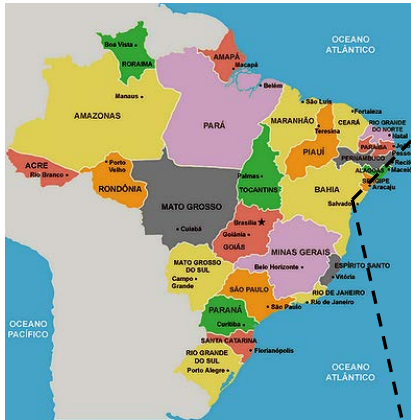 OCEANO
ATLÂNTICO
Boa Vista
RORAIMA
AMAPÁ
Macapá
Belém
Manaus
AMAZONAS
PARÁ
São Luis
MARANHÃO
Fortaleza
Teresina
CEARÁ
RIO GRANDE
DO NORTE
Natal
PARAÍBA
PIAUÍ
PERNAMBUCO
ALAGOAS
SERGIPE
Aracaju
ACRE
Rio Branco
Porto
Velho
RONDÔNIA
Palmas
TOCANTINS
BAHIA
Salvador
MATO GROSSO
Cuiabá
Brasília
Goiânia
GOIÁS
MINAS GERAIS
Belo Horizonte
ESPÍRITO SANTO
Vitória
MATO GROSSO
DO SUL
Campo
Grande
SÃO PAULO
São Paulo
RIO DE JANEIRO
Rio de Janeiro
PARANÁ
Curitiba
SANTA CATARINA
Florianópolis
RIO GRANDE
DO SUL
Porto Alegre
OCEANO
PACÍFICO
OCEANO
ATLÂNTICO